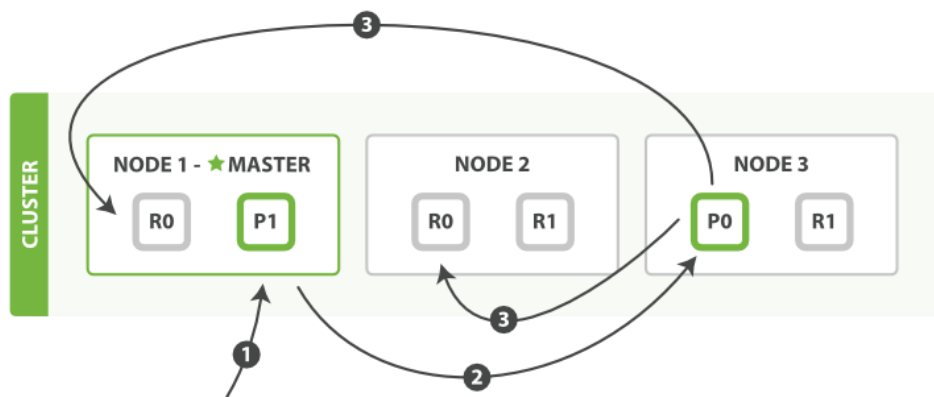 3
CLUSTER
NODE 1 - ★ MASTER
R0 P1
NODE 2
R0 R1
NODE 3
P0 R1
3
1
2